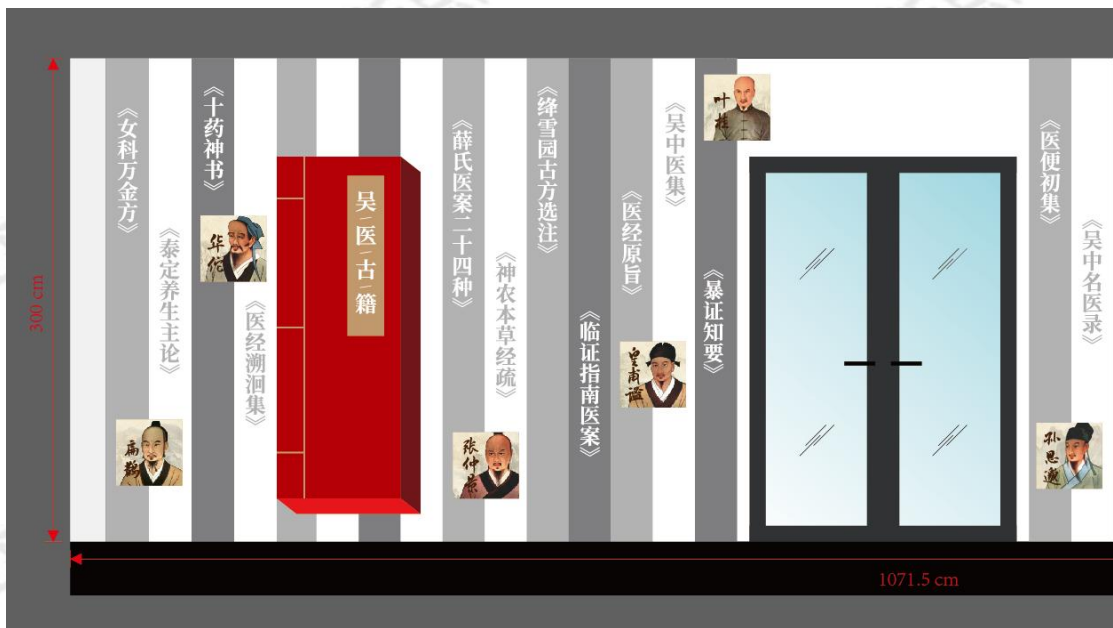 300 cm
《女科万金方》
扁鹊
《泰定养生主论》
《十药神书》
华佗
《医经溯洄集》
吴医古籍
《薛氏医案二十四种》
张仲景
《神农本草经疏》
《绛雪园古方选注》
《临证指南医案》
《医经原旨》
皇甫谧
《吴中医集》
叶桂
《暴证知要》
《医便初集》
孙思邈
《吴中名医录》
1071.5 cm